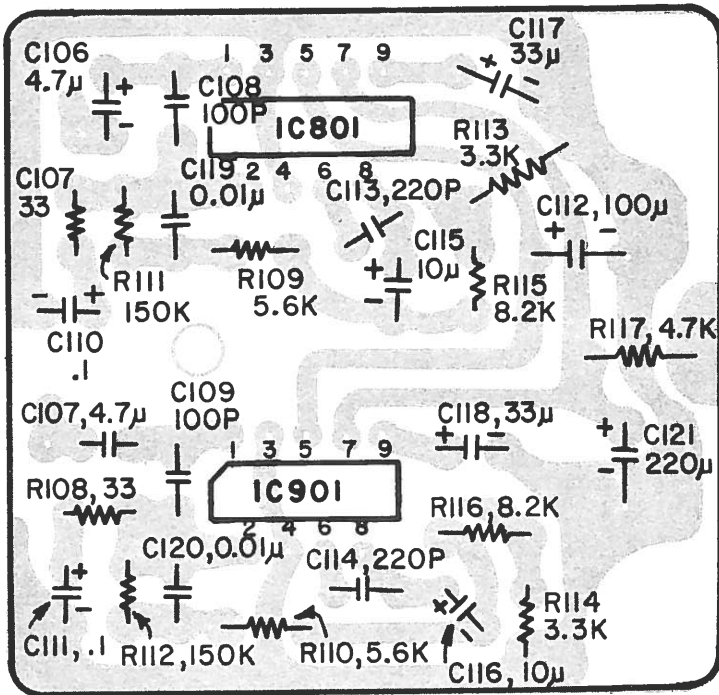 C106
4.7µ
+
-
1 3 5 7 9
C117
33µ
+ -
C108
100P
IC801
R113
3.3K
C107
33
C119
0.01µ
2 4 6 8
C113, 220P
C112, 100µ
+ -
R111
150K
R109
5.6K
C115
10µ
+
-
R115
8.2K
- +
C110
.1
R117, 4.7K
C107, 4.7µ
C109
100P
1 3 5 7 9
C118, 33µ
+ -
+
-
C121
220µ
R108, 33
IC901
2 4 6 8
R116, 8.2K
C120, 0.01µ
C114, 220P
+
-
C111, .1
R112, 150K
R110, 5.6K
+
-
C116, 10µ
R114
3.3K